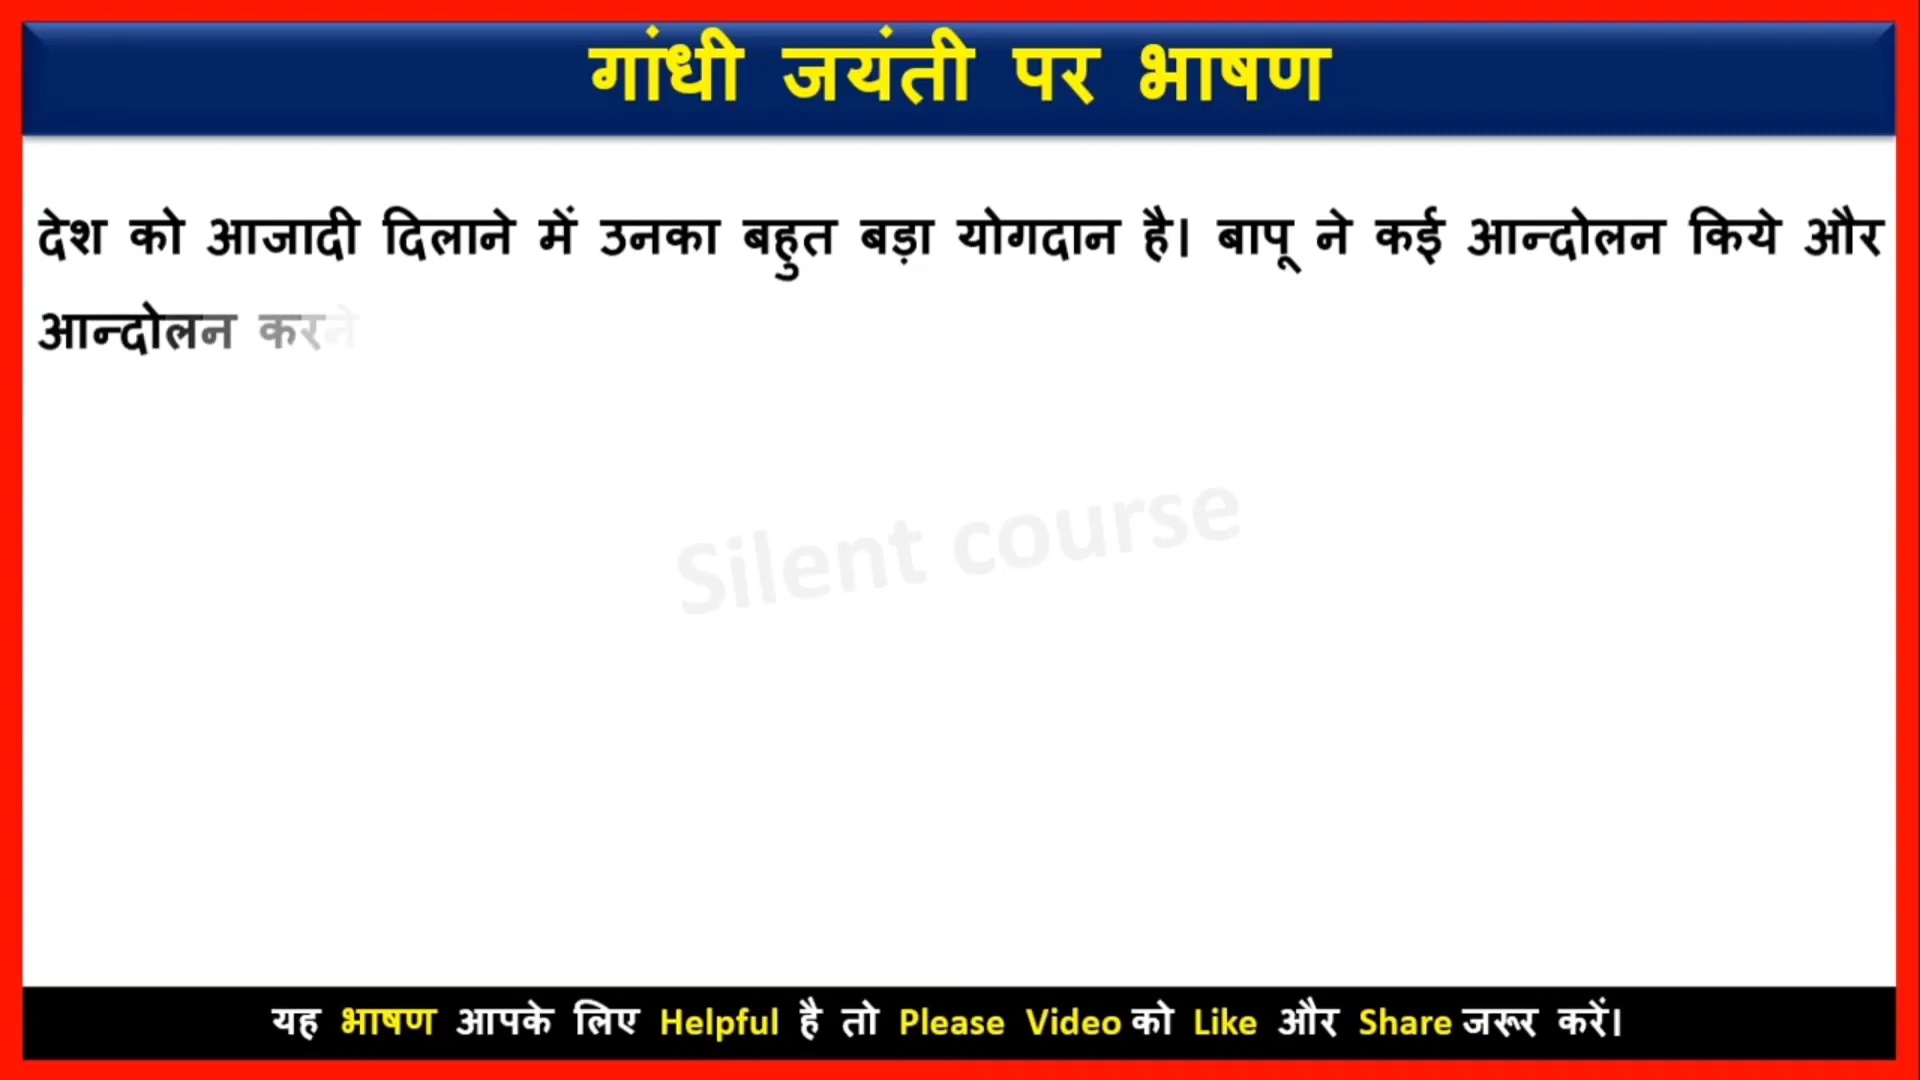 गांधी जयंती पर भाषण
देश को आजादी दिलाने में उनका बहुत बड़ा योगदान है। बापू ने कई आन्दोलन किये और
आन्दोलन करने
Silent course
यह भाषण आपके लिए Helpful है तो Please Video को Like और Share जरूर करें।